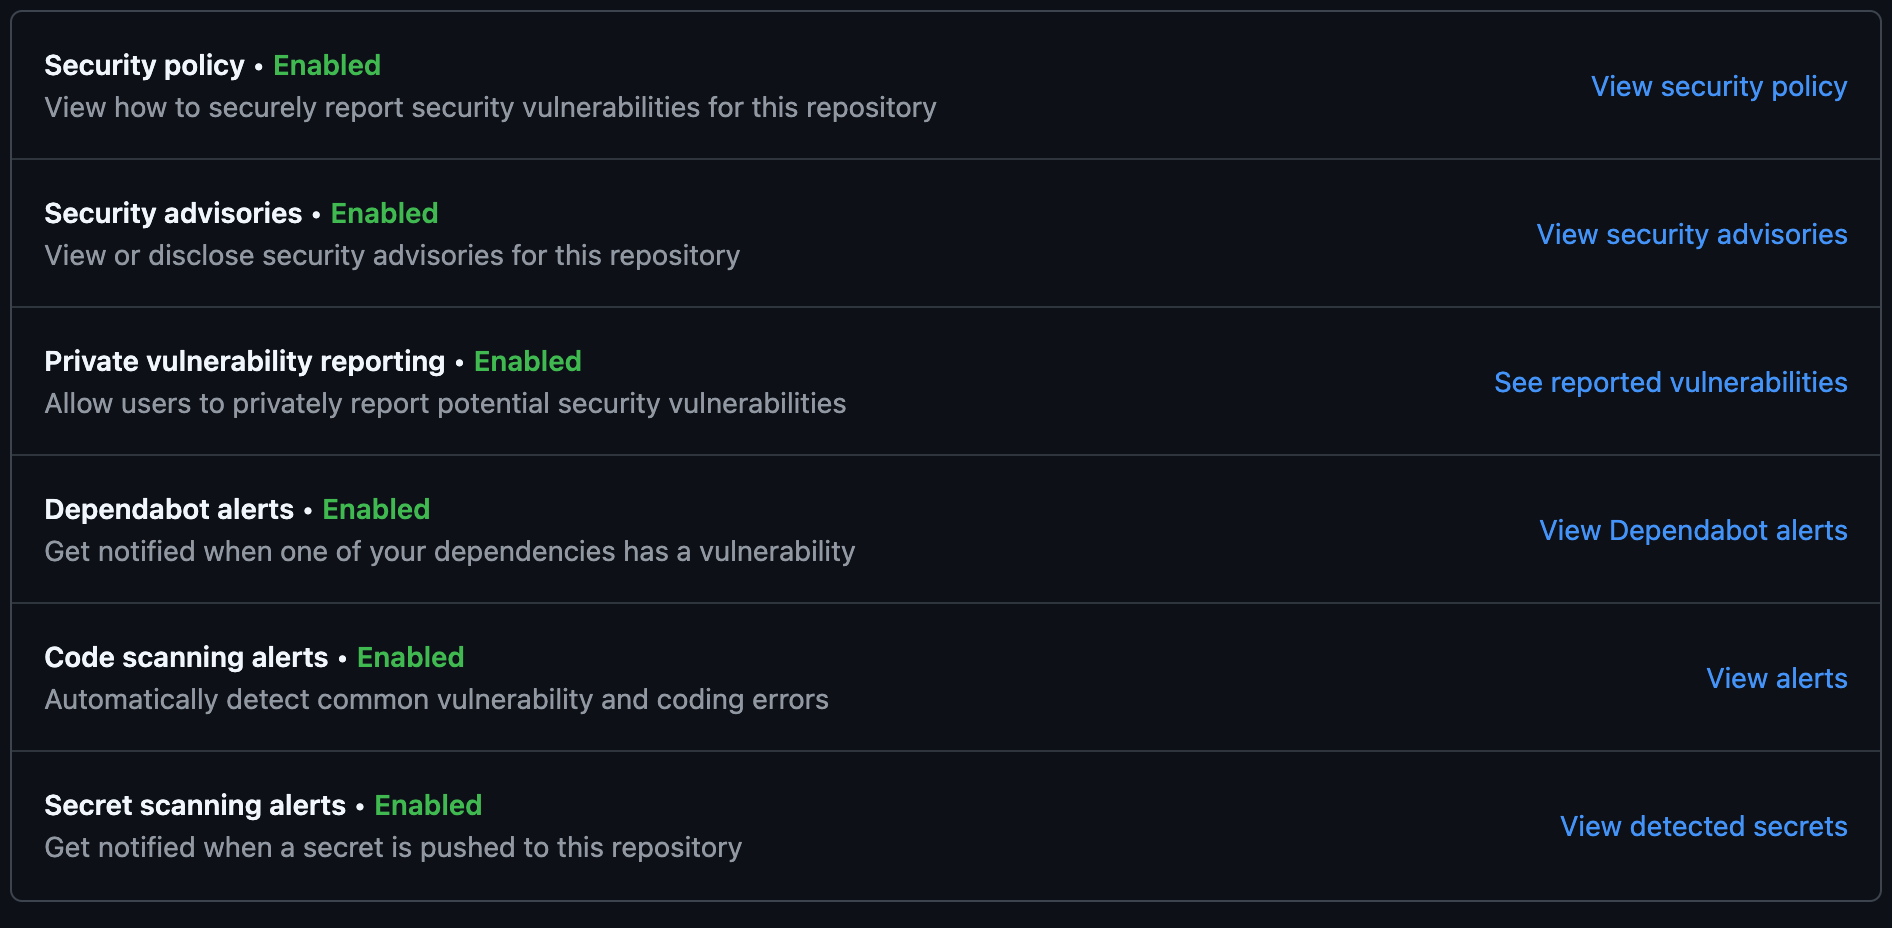 Security policy • Enabled
View how to securely report security vulnerabilities for this repository
View security policy
Security advisories • Enabled
View or disclose security advisories for this repository
View security advisories
Private vulnerability reporting • Enabled
Allow users to privately report potential security vulnerabilities
See reported vulnerabilities
Dependabot alerts • Enabled
Get notified when one of your dependencies has a vulnerability
View Dependabot alerts
Code scanning alerts • Enabled
Automatically detect common vulnerability and coding errors
View alerts
Secret scanning alerts • Enabled
Get notified when a secret is pushed to this repository
View detected secrets